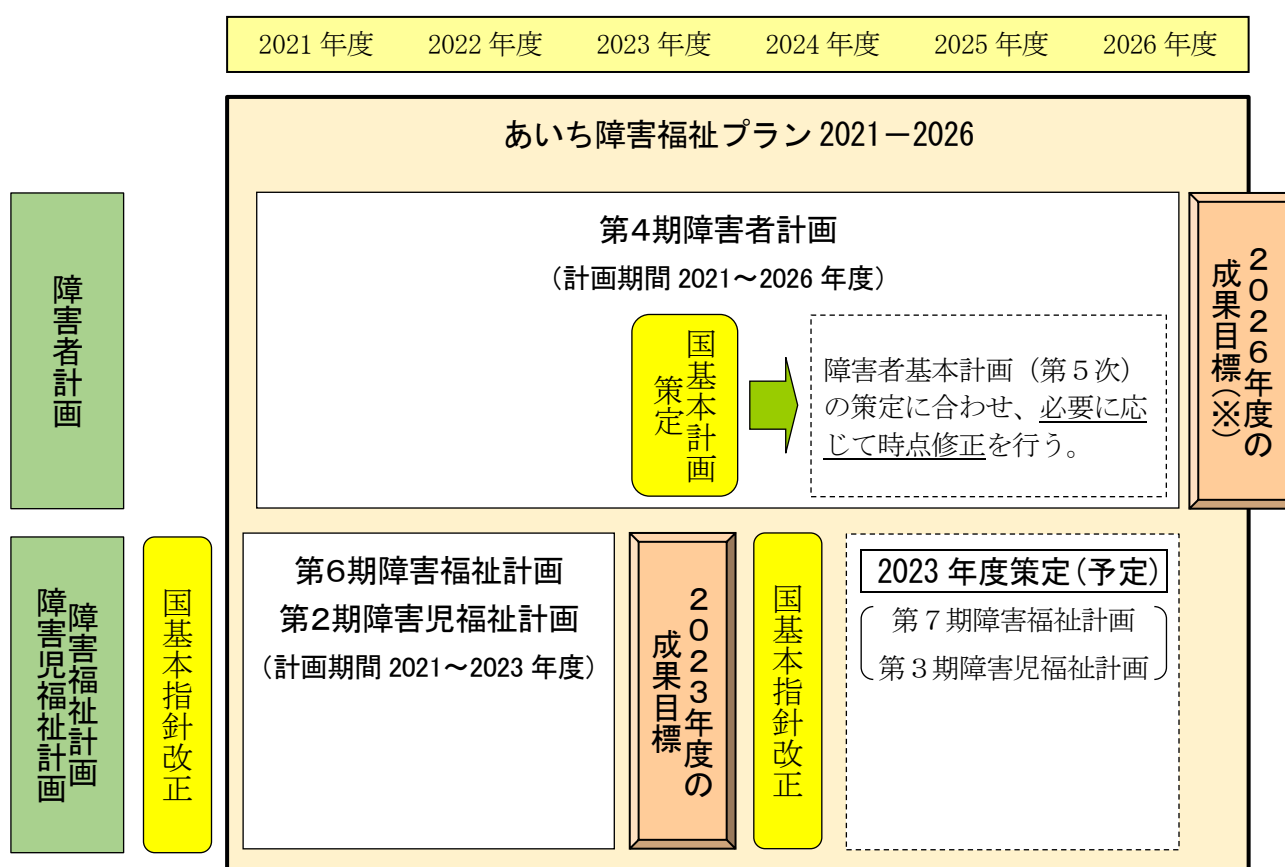 2021 年度 2022 年度 2023 年度 2024 年度 2025 年度 2026 年度
あいち障害福祉プラン 2021－2026
障害者計画
第4期障害者計画
（計画期間 2021～2026 年度）
国基本計画
策定
障害者基本計画（第５次）
の策定に合わせ、必要に応
じて時点修正を行う。
２０２６年度の
成果目標（※）
障害福祉計画
障害児福祉計画
国基本指針改正
第6期障害福祉計画
第2期障害児福祉計画
（計画期間 2021～2023 年度）
２０２３年度の
成果目標
国基本指針改正
2023 年度策定（予定）
第７期障害福祉計画
第３期障害児福祉計画